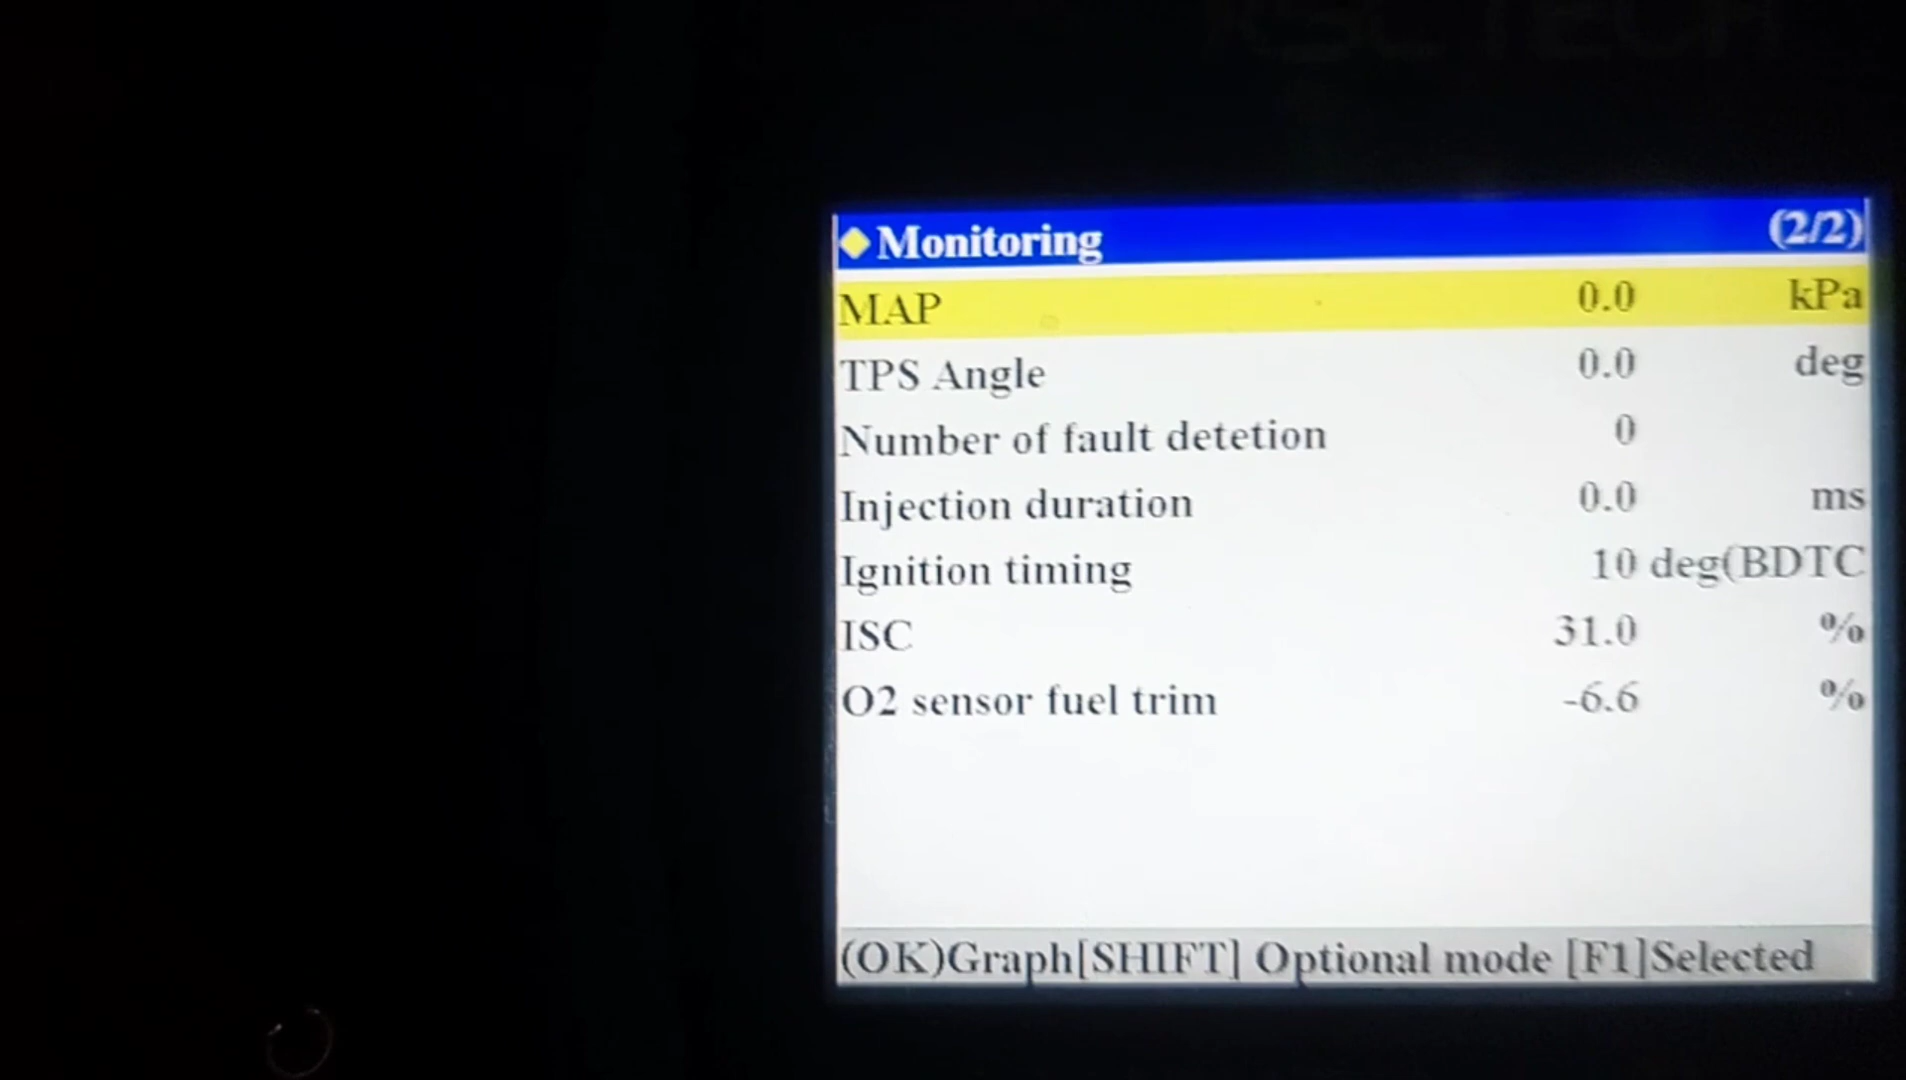 Monitoring (2/2)
MAP 0.0 kPa
TPS Angle 0.0 deg
Number of fault detetion 0
Injection duration 0.0 ms
Ignition timing 10 deg(BDTC
ISC 31.0 %
O2 sensor fuel trim -6.6 %
(OK)Graph[SHIFT] Optional mode [F1]Selected